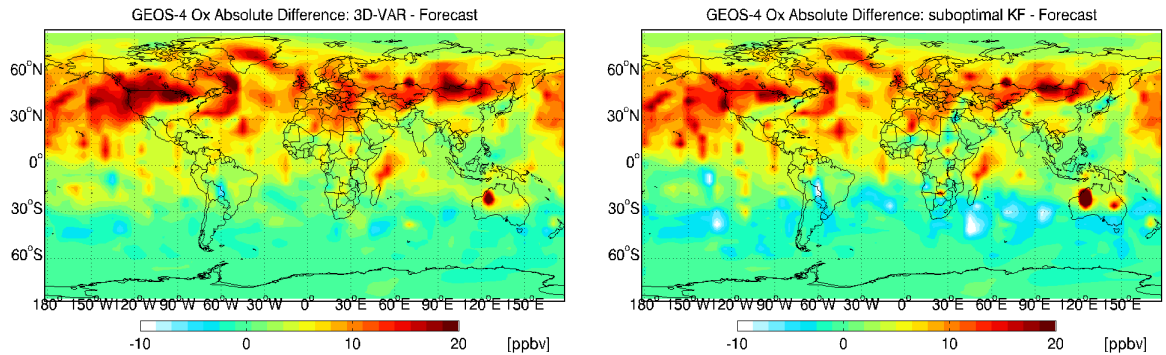 GEOS-4 Ox Absolute Difference: 3D-VAR - Forecast
60°N
30°N
0°
30°S
60°S
180°W 150°W 120°W 90°W 60°W 30°W 0° 30°E 60°E 90°E 120°E 150°E
-10 0 10 20 [ppbv]
GEOS-4 Ox Absolute Difference: suboptimal KF - Forecast
60°N
30°N
0°
30°S
60°S
180°W 150°W 120°W 90°W 60°W 30°W 0° 30°E 60°E 90°E 120°E 150°E
-10 0 10 20 [ppbv]